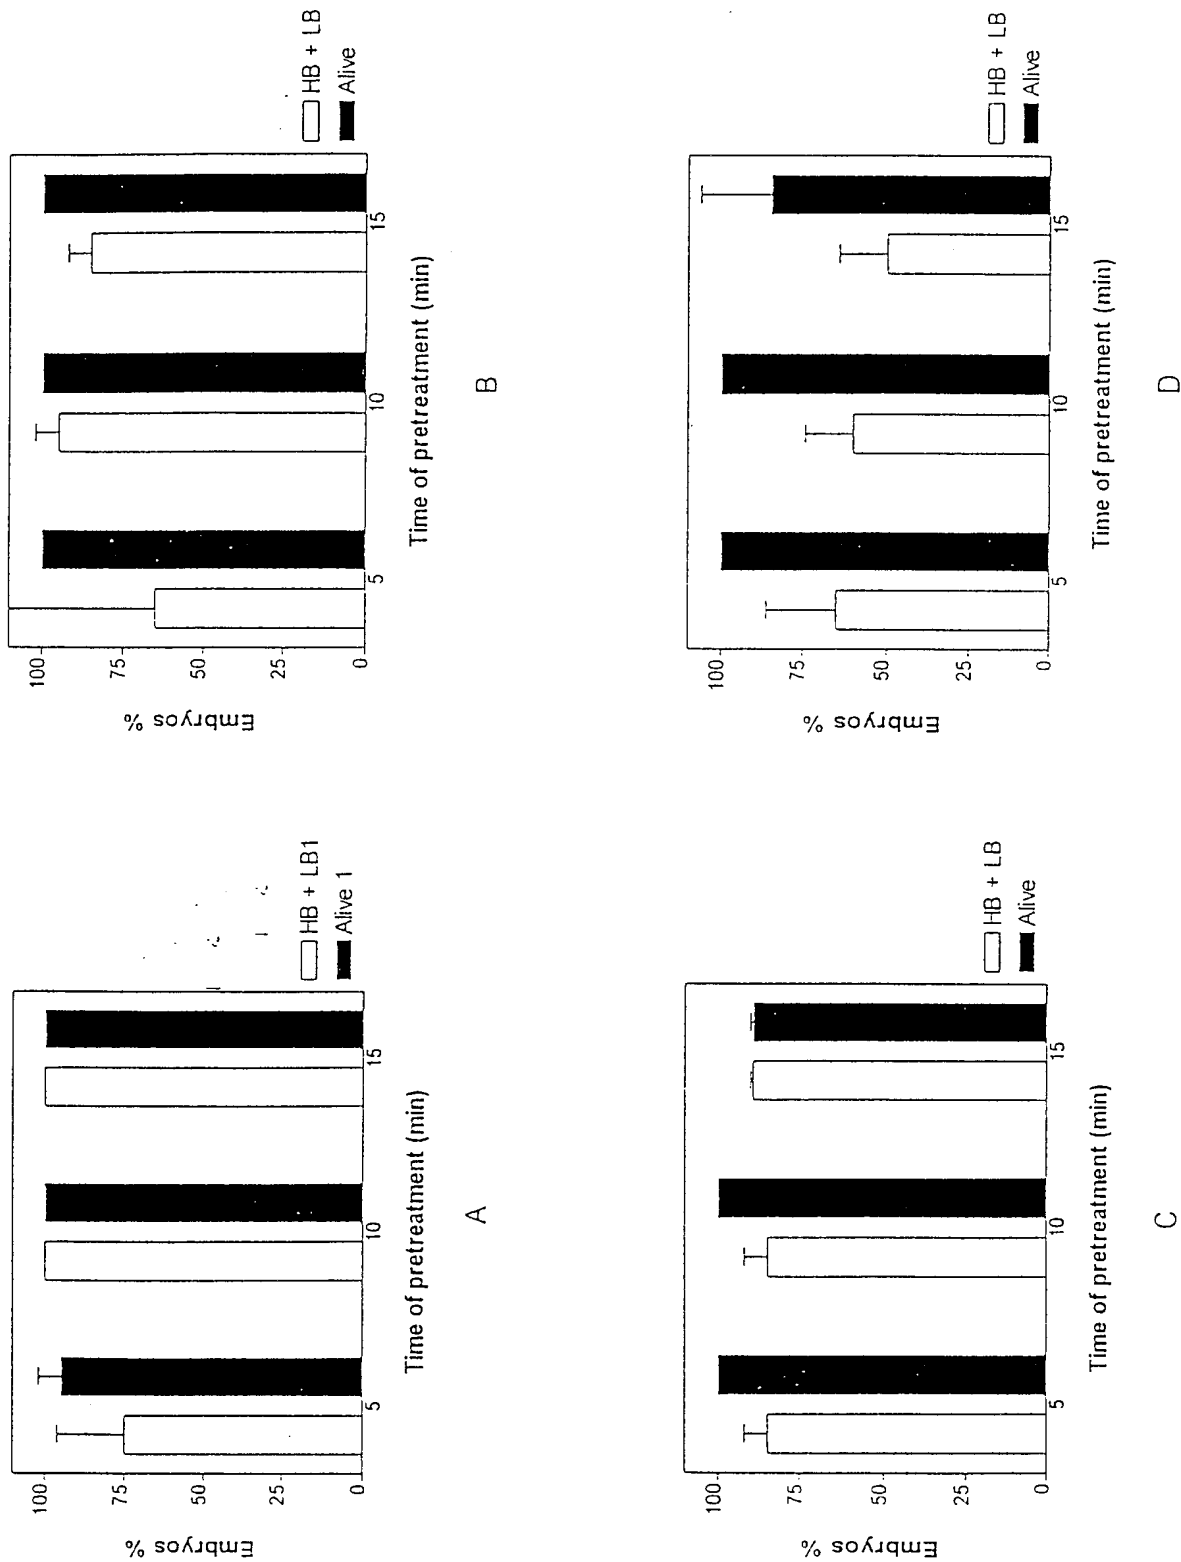 Embryos %
100
75
50
25
0
5
10
15
Time of pretreatment (min)
HB + LB1
Alive 1
A
Embryos %
100
75
50
25
0
5
10
15
Time of pretreatment (min)
HB + LB
Alive
B
Embryos %
100
75
50
25
0
5
10
15
Time of pretreatment (min)
HB + LB
Alive
C
Embryos %
100
75
50
25
0
5
10
15
Time of pretreatment (min)
HB + LB
Alive
D